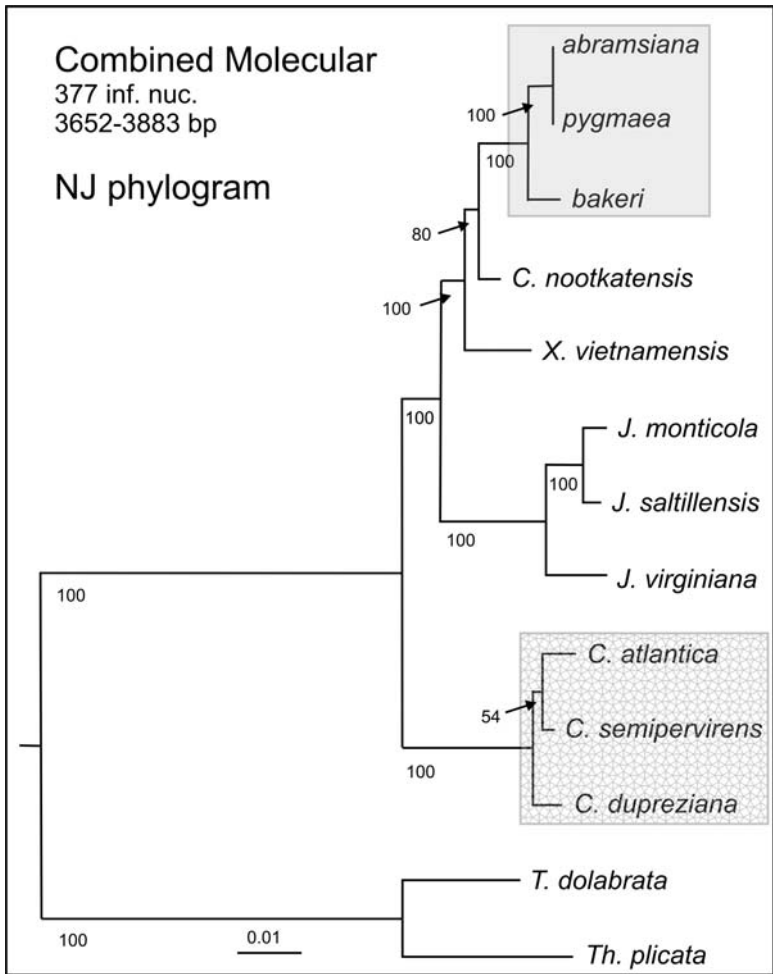 Combined Molecular
377 inf. nuc.
3652-3883 bp
NJ phylogram
abramsiana
100
pygmaea
100
bakeri
80
C. nootkatensis
100
X. vietnamensis
100
J. monticola
100
J. saltillensis
100
J. virginiana
100
C. atlantica
54
C. semipervirens
100
C. dupreziana
T. dolabrata
100
0.01
Th. plicata